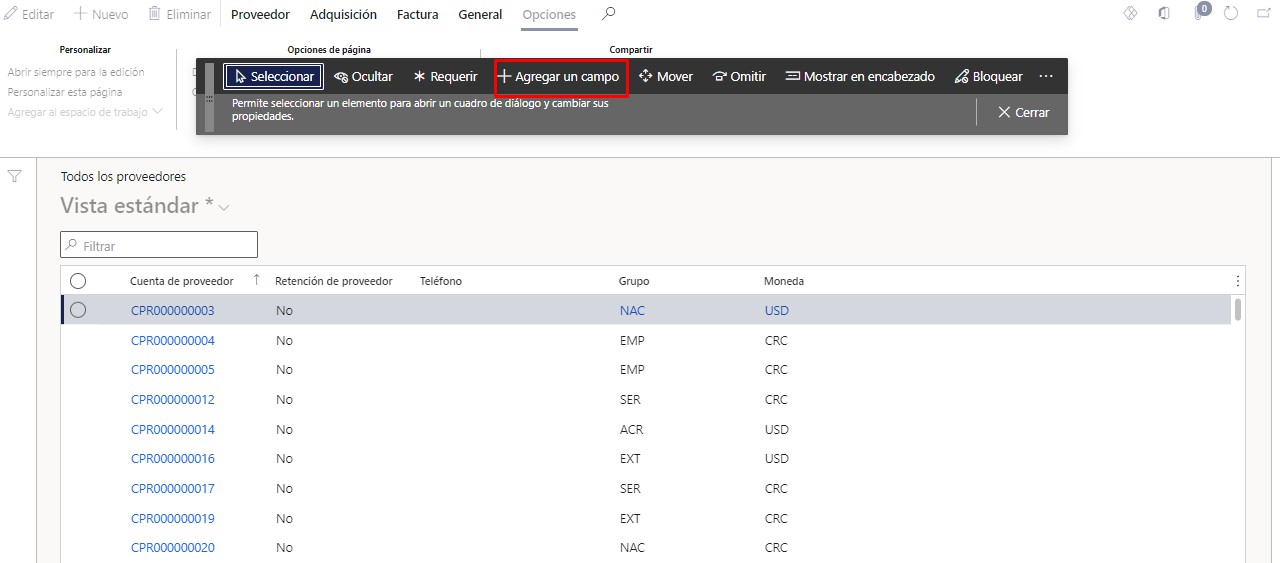 Editar Nuevo Eliminar Proveedor Adquisición Factura General Opciones 0
Personalizar Opciones de página Compartir
Abrir siempre para la edición
Personalizar esta página
Agregar al espacio de trabajo
Seleccionar Ocultar Requerir Agregar un campo Mover Omitir Mostrar en encabezado Bloquear ...
Permite seleccionar un elemento para abrir un cuadro de diálogo y cambiar sus
propiedades.
Cerrar
Todos los proveedores
Vista estándar *
Filtrar
Cuenta de proveedor Retención de proveedor Teléfono Grupo Moneda
CPR000000003 No NAC USD
CPR000000004 No EMP CRC
CPR000000005 No EMP CRC
CPR000000012 No SER CRC
CPR000000014 No ACR USD
CPR000000016 No EXT USD
CPR000000017 No SER CRC
CPR000000019 No EXT CRC
CPR000000020 No NAC CRC